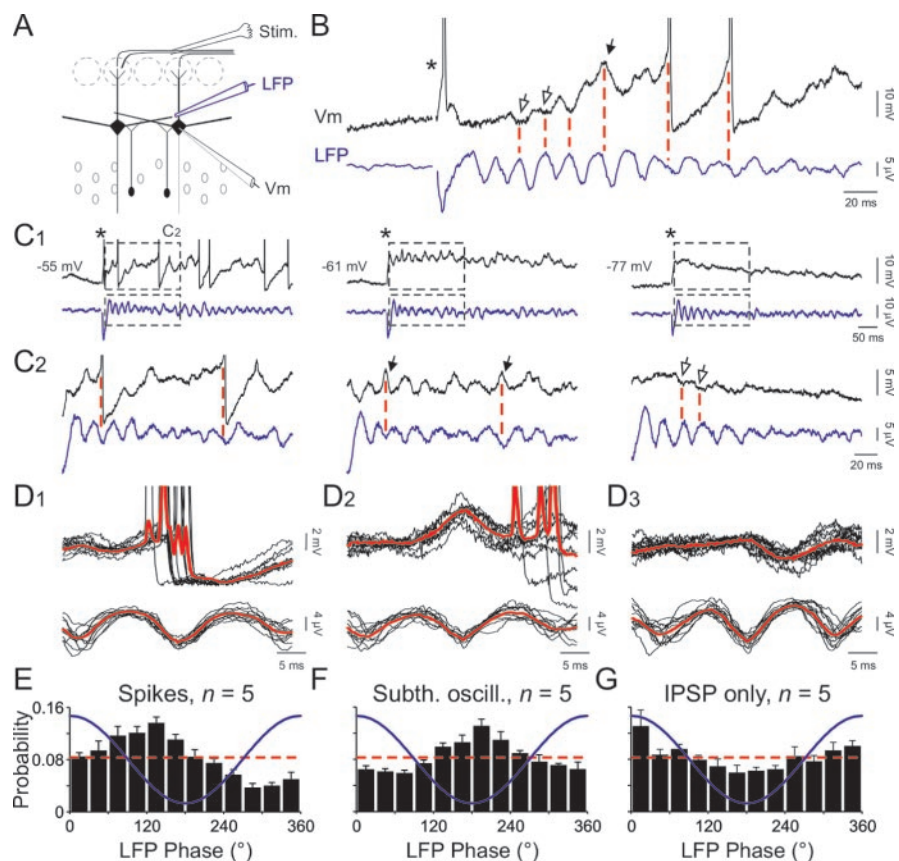 A
Stim.
LFP
Vm
B
*
Vm
LFP
10 mV
5 µV
20 ms
C1
*
C2
-55 mV
*
-61 mV
*
-77 mV
10 mV
10 µV
50 ms
C2
5 mV
5 µV
20 ms
D1
2 mV
4 µV
5 ms
D2
2 mV
4 µV
5 ms
D3
2 mV
4 µV
5 ms
E
Spikes, n = 5
Probability
0.16
0.08
0
0 120 240 360
LFP Phase (°)
F
Subth. oscill., n = 5
0 120 240 360
LFP Phase (°)
G
IPSP only, n = 5
0 120 240 360
LFP Phase (°)